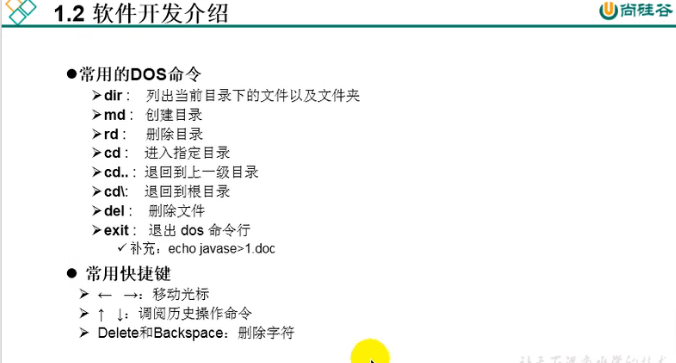 1.2 软件开发介绍
尚硅谷
●常用的DOS命令
➢dir : 列出当前目录下的文件以及文件夹
➢md : 创建目录
➢rd : 删除目录
➢cd : 进入指定目录
➢cd.. : 退回到上一级目录
➢cd\: 退回到根目录
➢del : 删除文件
➢exit : 退出 dos 命令行
✓补充：echo javase>1.doc
● 常用快捷键
➢ ← →：移动光标
➢ ↑ ↓：调阅历史操作命令
➢ Delete和Backspace：删除字符